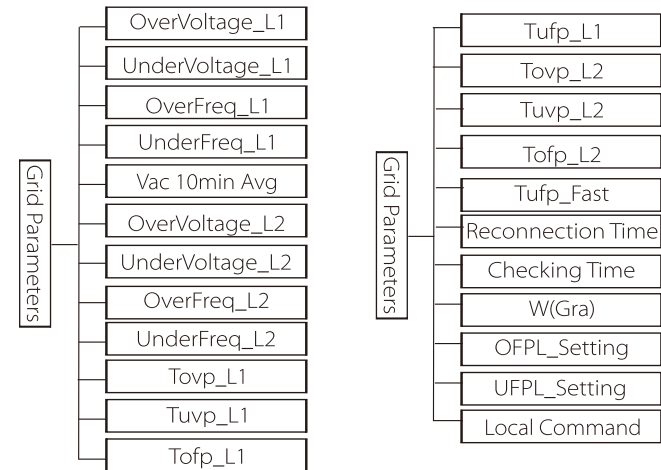 Grid Parameters
OverVoltage_L1
UnderVoltage_L1
OverFreq_L1
UnderFreq_L1
Vac 10min Avg
OverVoltage_L2
UnderVoltage_L2
OverFreq_L2
UnderFreq_L2
Tovp_L1
Tuvp_L1
Tofp_L1
Grid Parameters
Tufp_L1
Tovp_L2
Tuvp_L2
Tofp_L2
Tufp_Fast
Reconnection Time
Checking Time
W(Gra)
OFPL_Setting
UFPL_Setting
Local Command